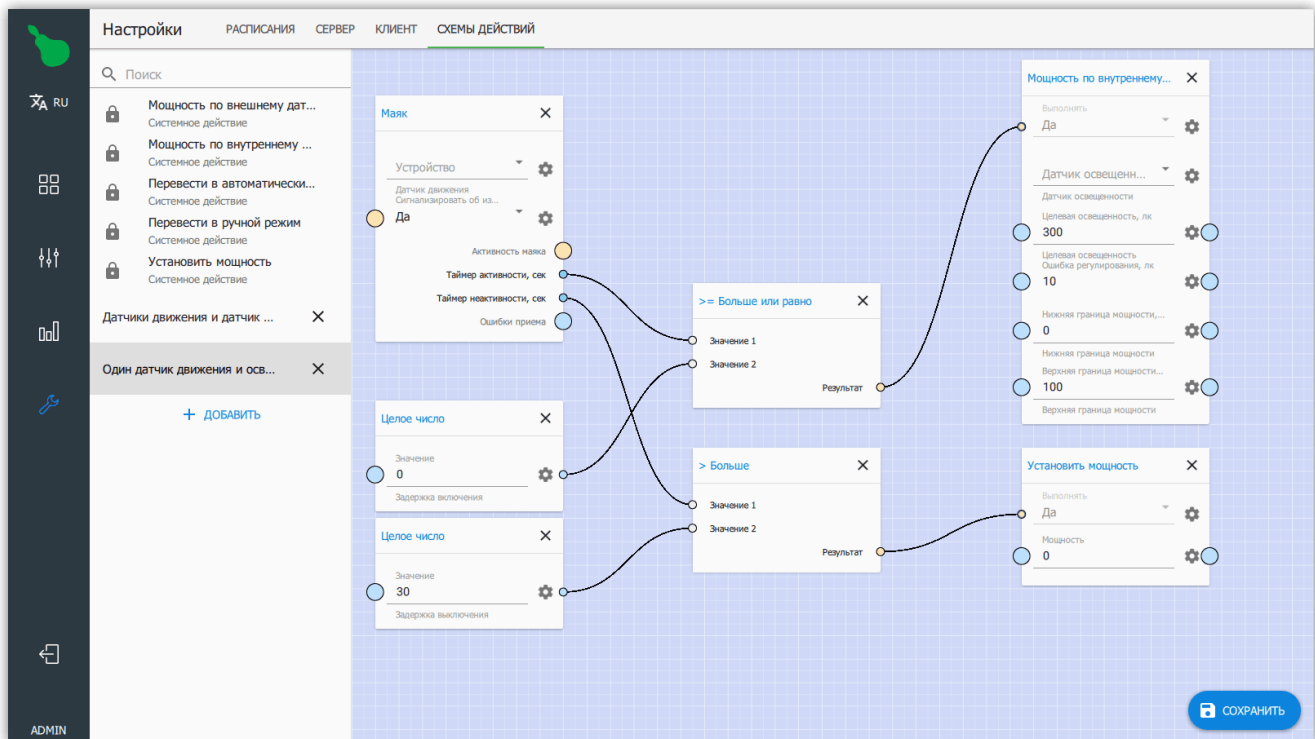 Настройки
РАСПИСАНИЯ
СЕРВЕР
КЛИЕНТ
СХЕМЫ ДЕЙСТВИЙ
RU
ADMIN
Поиск
Мощность по внешнему дат...
Системное действие
Мощность по внутреннему ...
Системное действие
Перевести в автоматически...
Системное действие
Перевести в ручной режим
Системное действие
Установить мощность
Системное действие
Датчики движения и датчик ...
Один датчик движения и осв...
+ ДОБАВИТЬ
Маяк
Устройство
Датчик движения
Сигнализировать об из...
Да
Активность маяка
Таймер активности, сек
Таймер неактивности, сек
Ошибки приема
Целое число
Значение
0
Задержка включения
Целое число
Значение
30
Задержка выключения
>= Больше или равно
Значение 1
Значение 2
Результат
> Больше
Значение 1
Значение 2
Результат
Мощность по внутреннему...
Выполнять
Да
Датчик освещенн...
Датчик освещенности
Целевая освещенность, лк
300
Целевая освещенность
Ошибка регулирования, лк
10
Нижняя граница мощности,...
0
Нижняя граница мощности
Верхняя граница мощности...
100
Верхняя граница мощности
Установить мощность
Выполнять
Да
Мощность
0
СОХРАНИТЬ